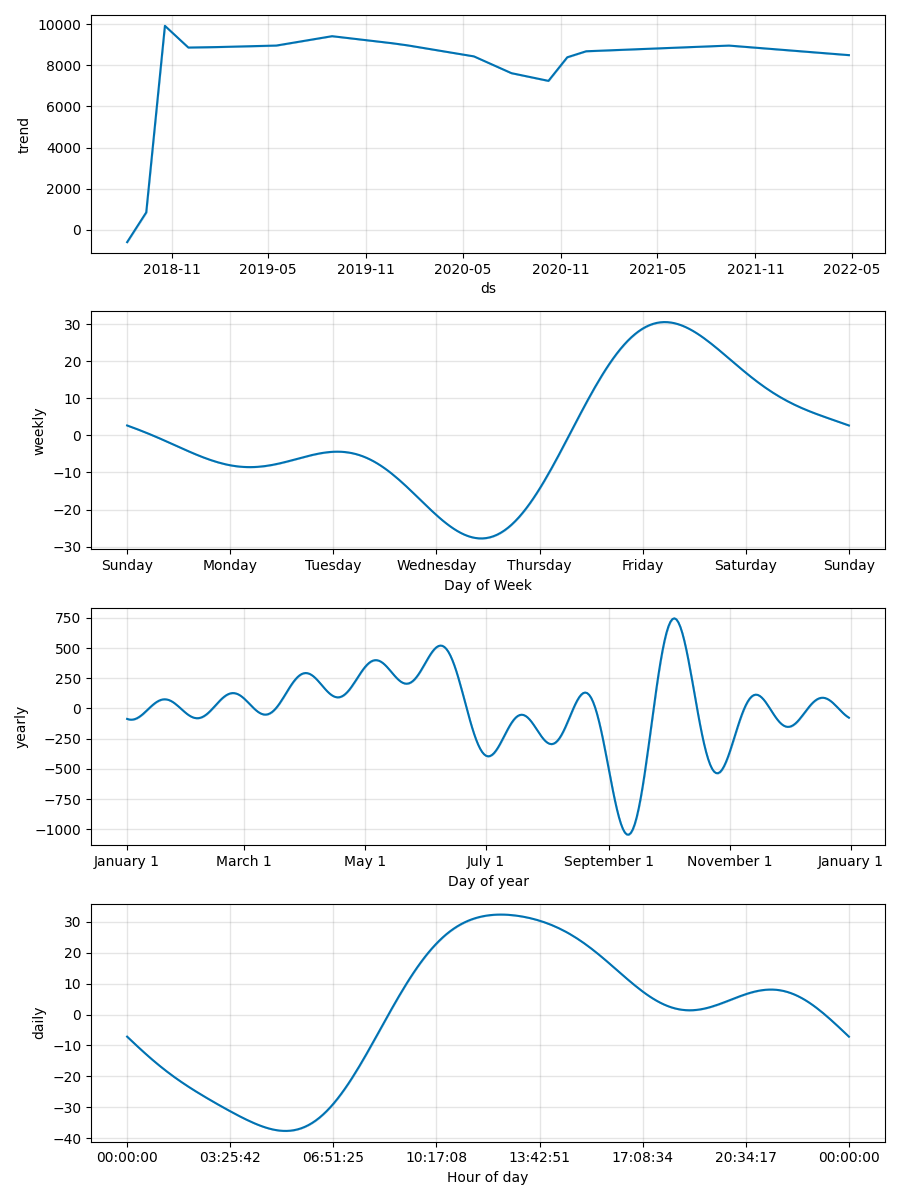 10000
8000
6000
4000
2000
0
trend
2018-11 2019-05 2019-11 2020-05 2020-11 2021-05 2021-11 2022-05
ds
30
20
10
0
−10
−20
−30
weekly
Sunday Monday Tuesday Wednesday Thursday Friday Saturday Sunday
Day of Week
750
500
250
0
−250
−500
−750
−1000
yearly
January 1 March 1 May 1 July 1 September 1 November 1 January 1
Day of year
30
20
10
0
−10
−20
−30
−40
daily
00:00:00 03:25:42 06:51:25 10:17:08 13:42:51 17:08:34 20:34:17 00:00:00
Hour of day